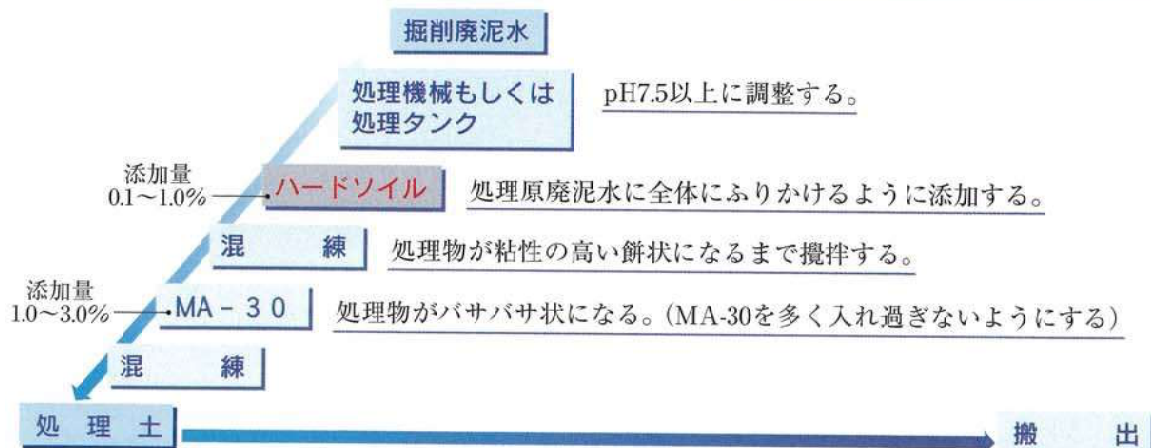 掘削廃泥水
処理機械もしくは
処理タンク
pH7.5以上に調整する。
添加量
0.1～1.0%
ハードソイル
処理原廃泥水に全体にふりかけるように添加する。
混　練
処理物が粘性の高い餅状になるまで攪拌する。
添加量
1.0～3.0%
MA－30
処理物がバサバサ状になる。（MA-30を多く入れ過ぎないようにする）
混　練
処 理 土
搬　出